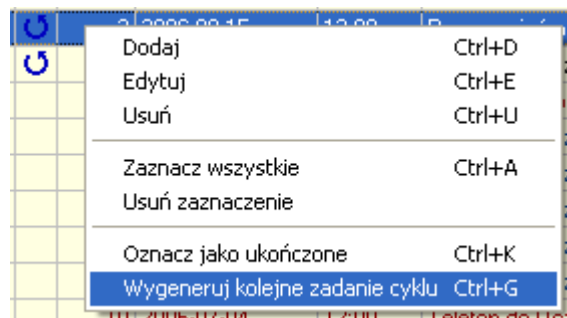 Dodaj Ctrl+D
Edytuj Ctrl+E
Usuń Ctrl+U
Zaznacz wszystkie Ctrl+A
Usuń zaznaczenie
Oznacz jako ukończone Ctrl+K
Wygeneruj kolejne zadanie cyklu Ctrl+G